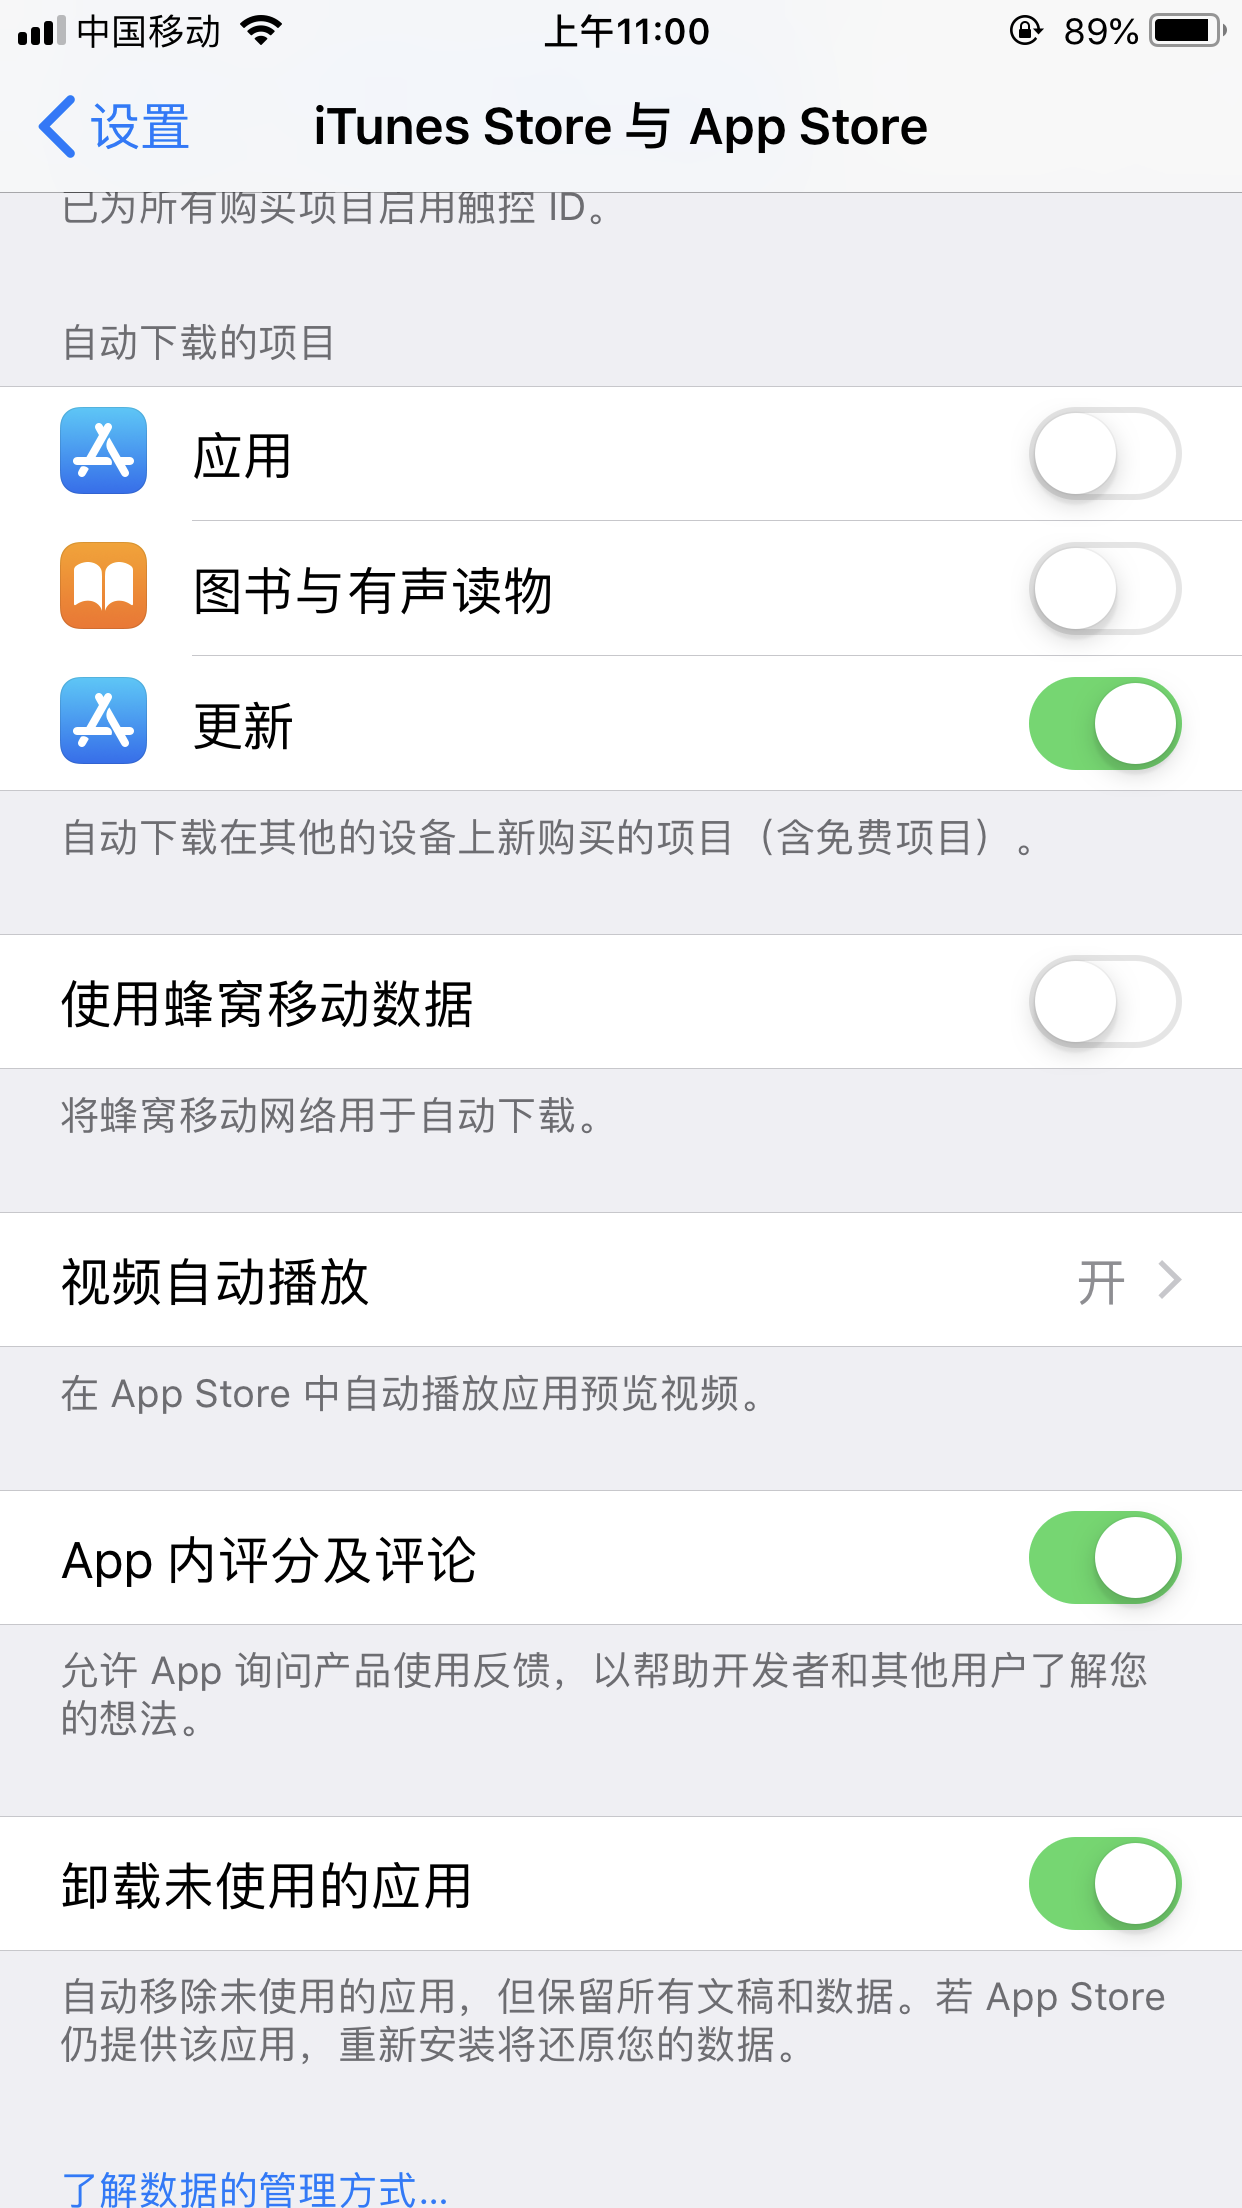 中国移动
上午11:00
89%
设置
iTunes Store 与 App Store
已为所有购买项目启用触控 ID。
自动下载的项目
应用
图书与有声读物
更新
自动下载在其他的设备上新购买的项目（含免费项目）。
使用蜂窝移动数据
将蜂窝移动网络用于自动下载。
视频自动播放
开
在 App Store 中自动播放应用预览视频。
App 内评分及评论
允许 App 询问产品使用反馈，以帮助开发者和其他用户了解您
的想法。
卸载未使用的应用
自动移除未使用的应用，但保留所有文稿和数据。若 App Store
仍提供该应用，重新安装将还原您的数据。
了解数据的管理方式...